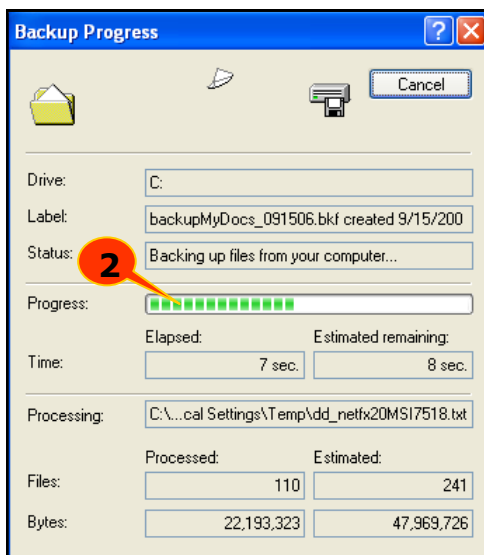 Backup Progress
Cancel
Drive: C:
Label: backupMyDocs_091506.bkf created 9/15/200
Status: Backing up files from your computer...
2
Progress:
Elapsed: Estimated remaining:
Time: 7 sec. 8 sec.
Processing: C:\...cal Settings\Temp\dd_netfx20MSI7518.txt
Processed: Estimated:
Files: 110 241
Bytes: 22,193,323 47,969,726